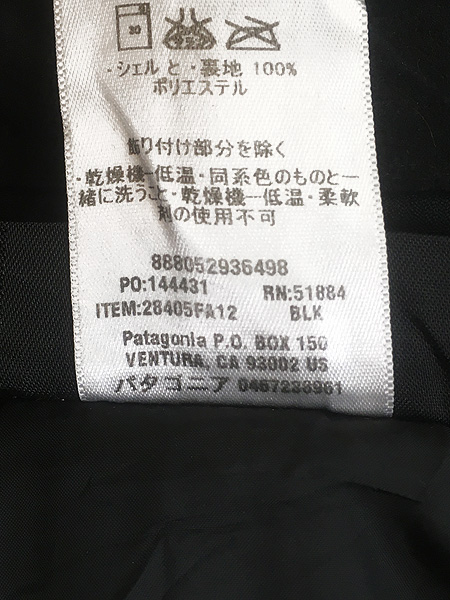 30
・シェルと・裏地 100%
ポリエステル
飾り付け部分を除く
・乾燥機―低温・同系色のものと一
緒に洗うこと・乾燥機―低温・柔軟
剤の使用不可
888052936498
PO:144431 RN:51884
ITEM:28405FA12 BLK
Patagonia P.O. BOX 150
VENTURA, CA 93002 US
パタゴニア 0467238961